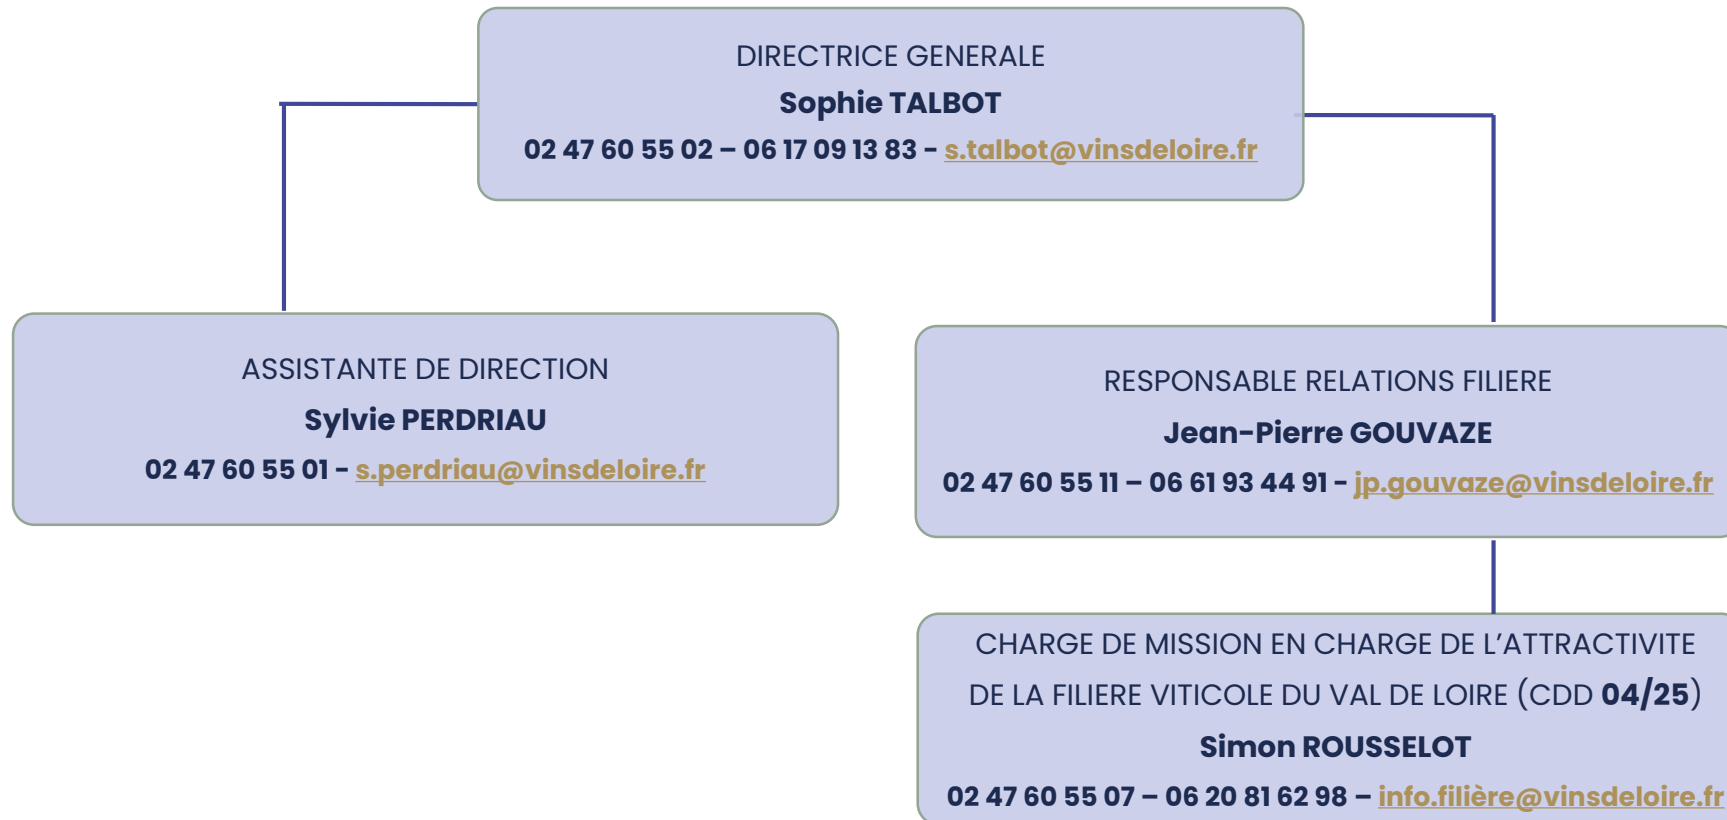 DIRECTRICE GENERALE
Sophie TALBOT
02 47 60 55 02 – 06 17 09 13 83 - s.talbot@vinsdeloire.fr
ASSISTANTE DE DIRECTION
Sylvie PERDRIAU
02 47 60 55 01 - s.perdriau@vinsdeloire.fr
RESPONSABLE RELATIONS FILIERE
Jean-Pierre GOUVAZE
02 47 60 55 11 – 06 61 93 44 91 - jp.gouvaze@vinsdeloire.fr
CHARGE DE MISSION EN CHARGE DE L’ATTRACTIVITE
DE LA FILIERE VITICOLE DU VAL DE LOIRE (CDD 04/25)
Simon ROUSSELOT
02 47 60 55 07 – 06 20 81 62 98 – info.filière@vinsdeloire.fr